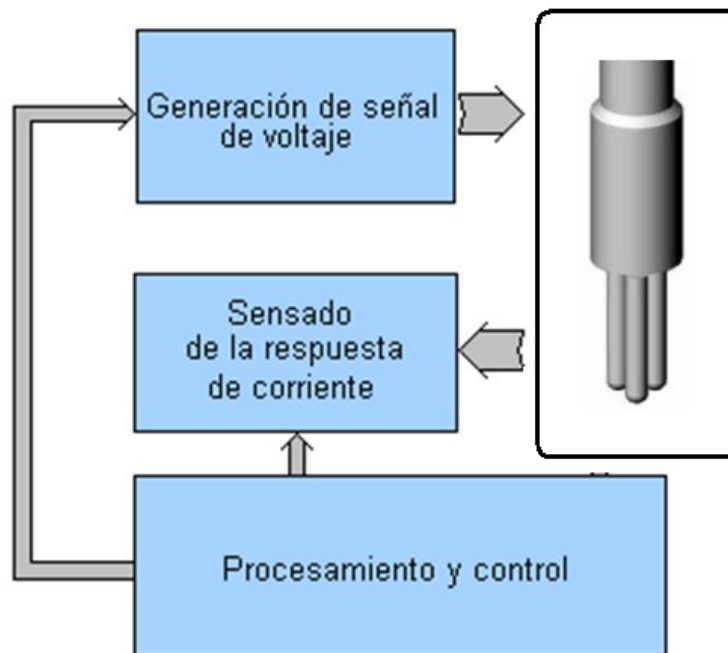 Generación de señal
de voltaje
Sensado
de la respuesta
de corriente
Procesamiento y control